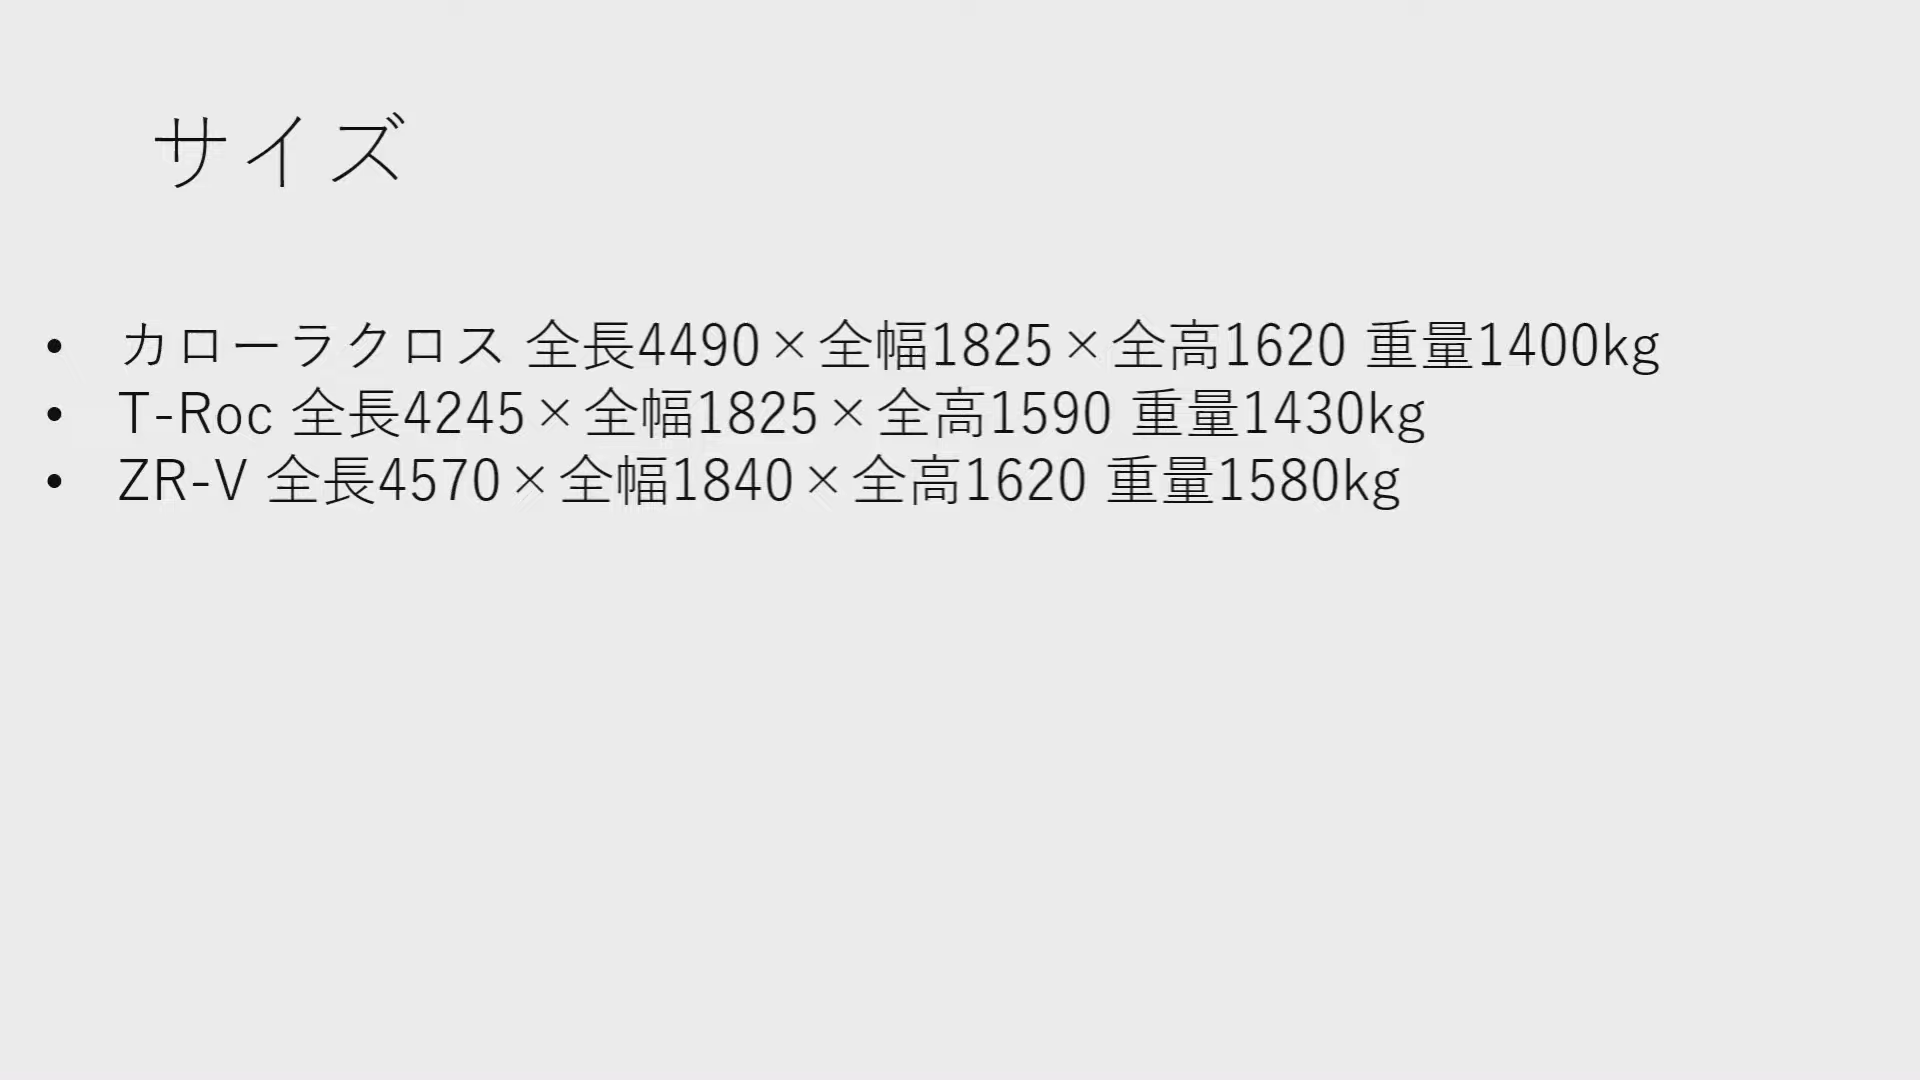 サイズ
• カローラクロス 全長4490×全幅1825×全高1620 重量1400kg
• T-Roc 全長4245×全幅1825×全高1590 重量1430kg
• ZR-V 全長4570×全幅1840×全高1620 重量1580kg